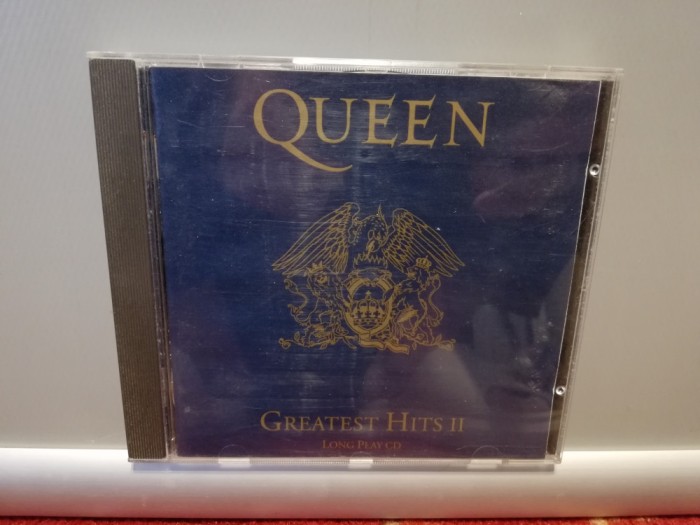 QUEEN
GREATEST HITS II
LONG PLAY CD